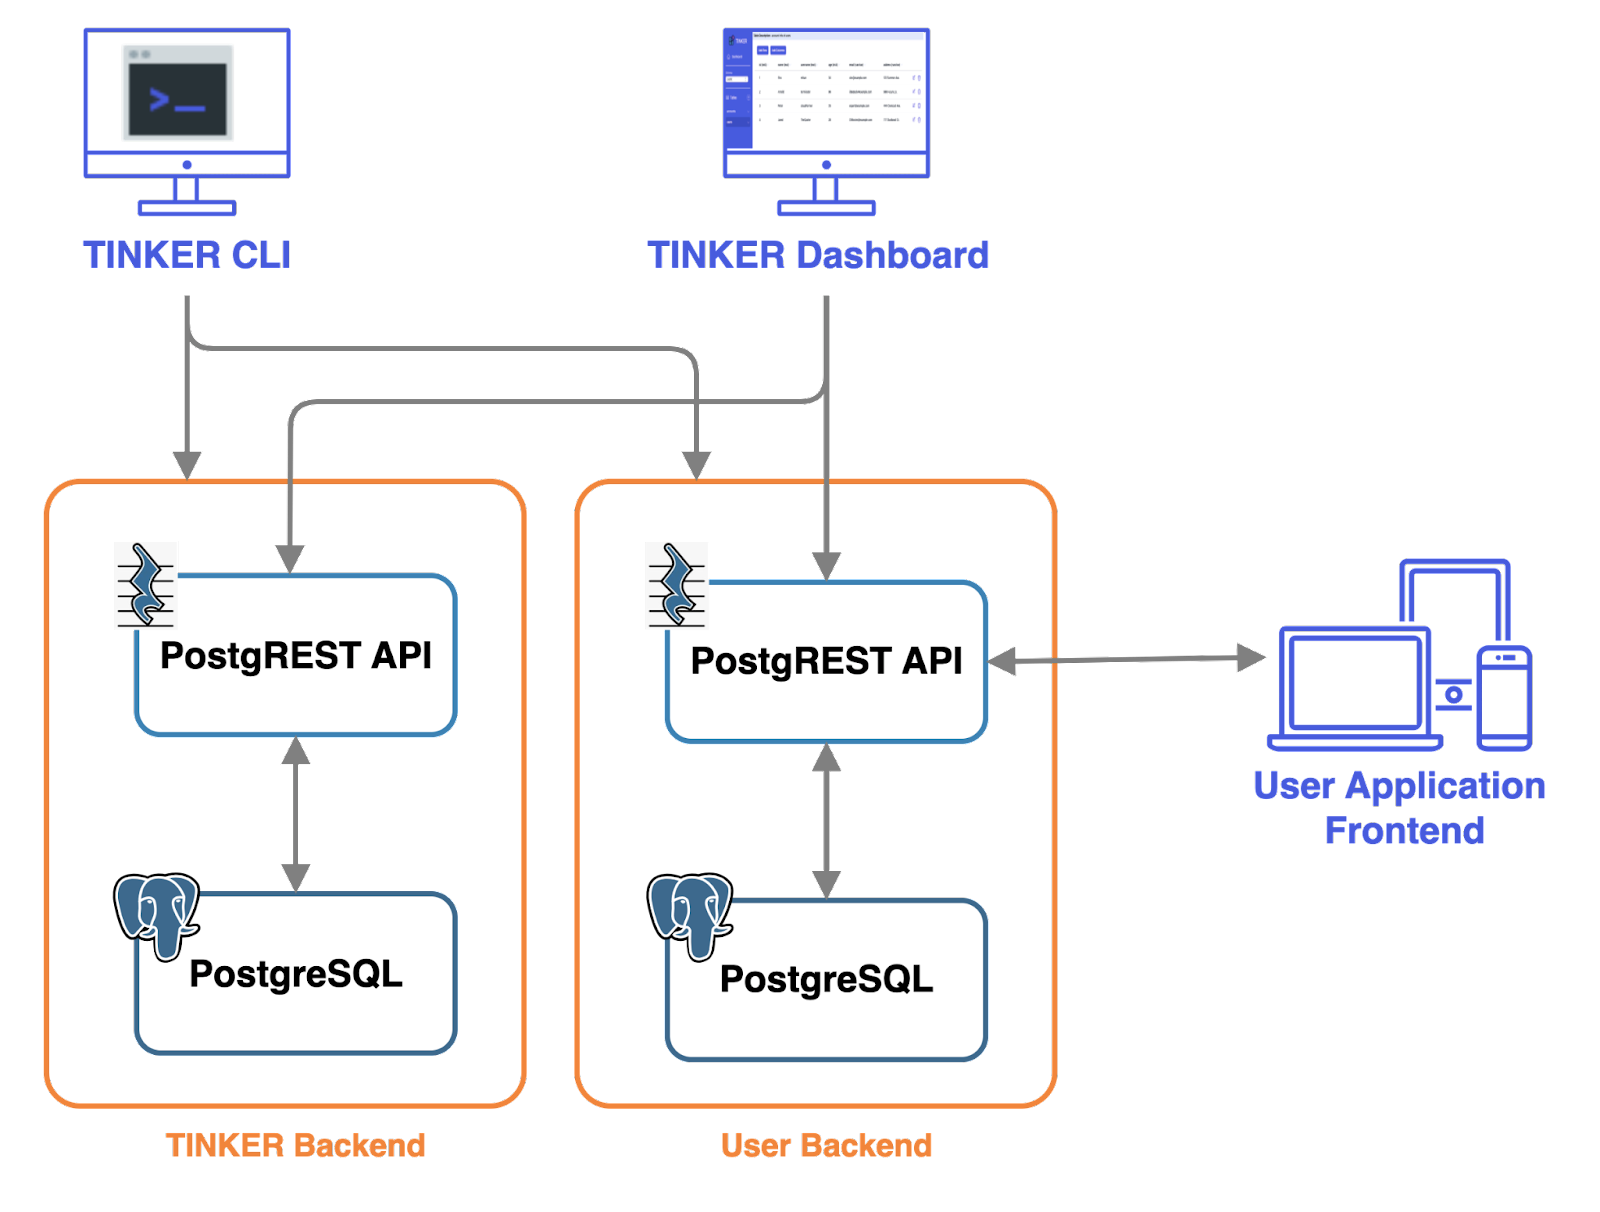 TINKER CLI
TINKER Dashboard
PostgREST API
PostgREST API
User Application
Frontend
PostgreSQL
PostgreSQL
TINKER Backend
User Backend